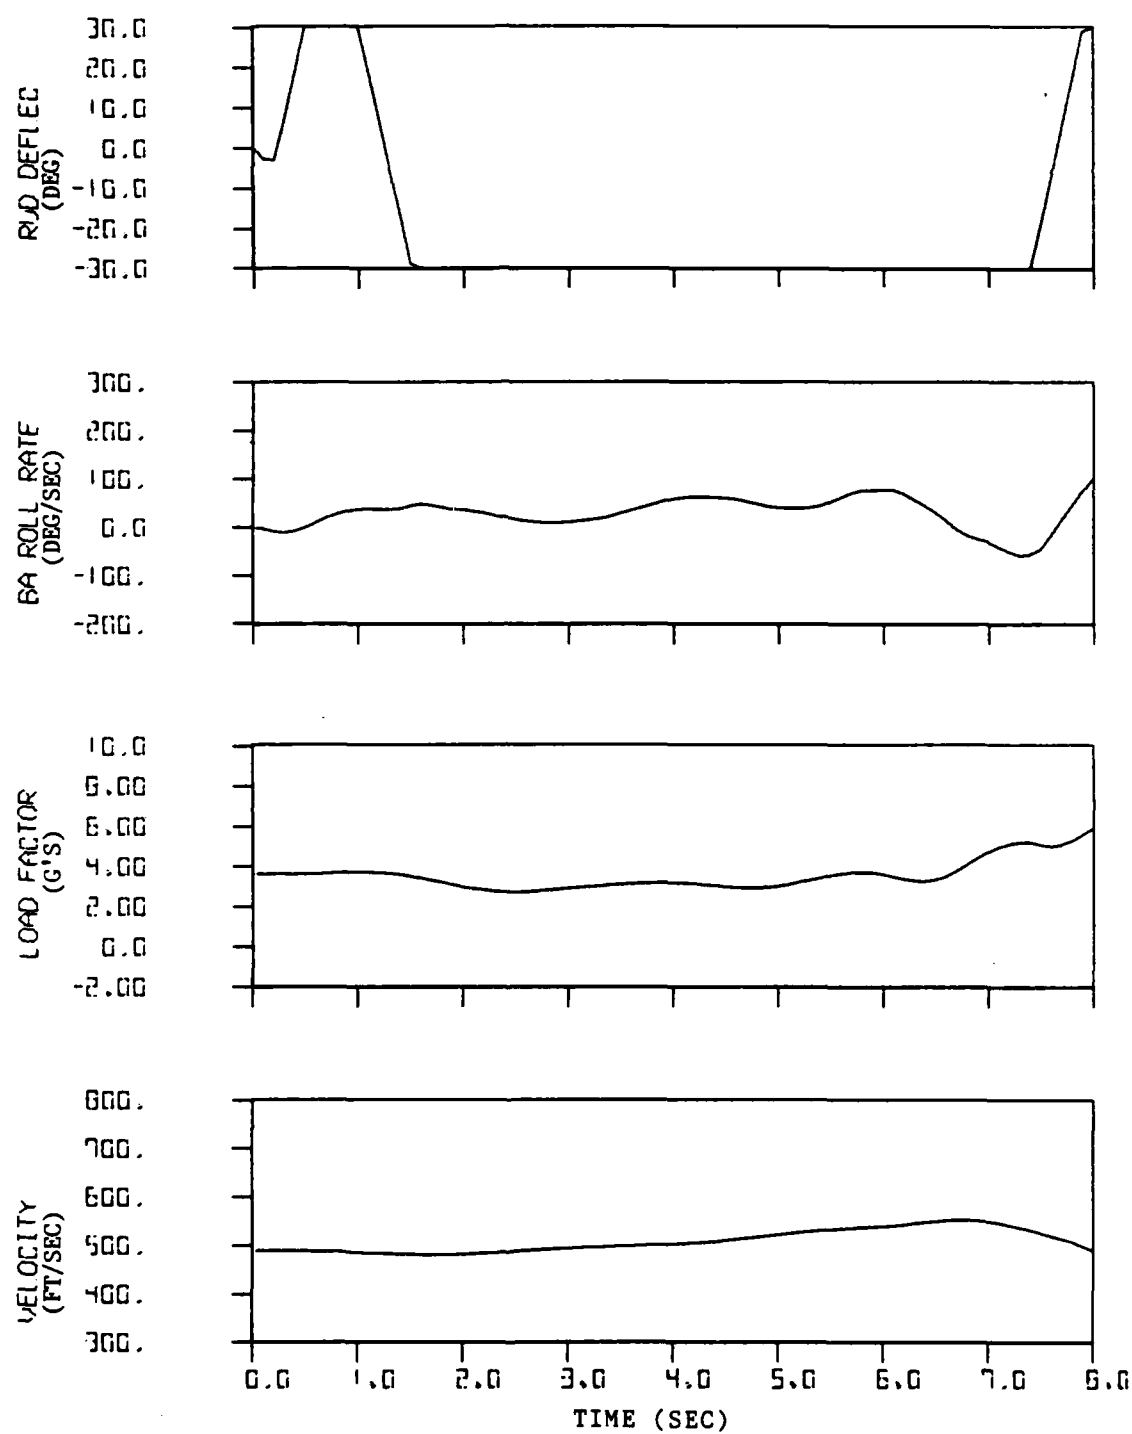 RUD DEFLEC
(DEG)
30.0
20.0
10.0
0.0
-10.0
-20.0
-30.0
BA ROLL RATE
(DEG/SEC)
300.
200.
100.
0.0
-100.
-200.
LOAD FACTOR
(G'S)
10.0
8.00
6.00
4.00
2.00
0.0
-2.00
VELOCITY
(FT/SEC)
800.
700.
600.
500.
400.
300.
0.0 1.0 2.0 3.0 4.0 5.0 6.0 7.0 8.0
TIME (SEC)